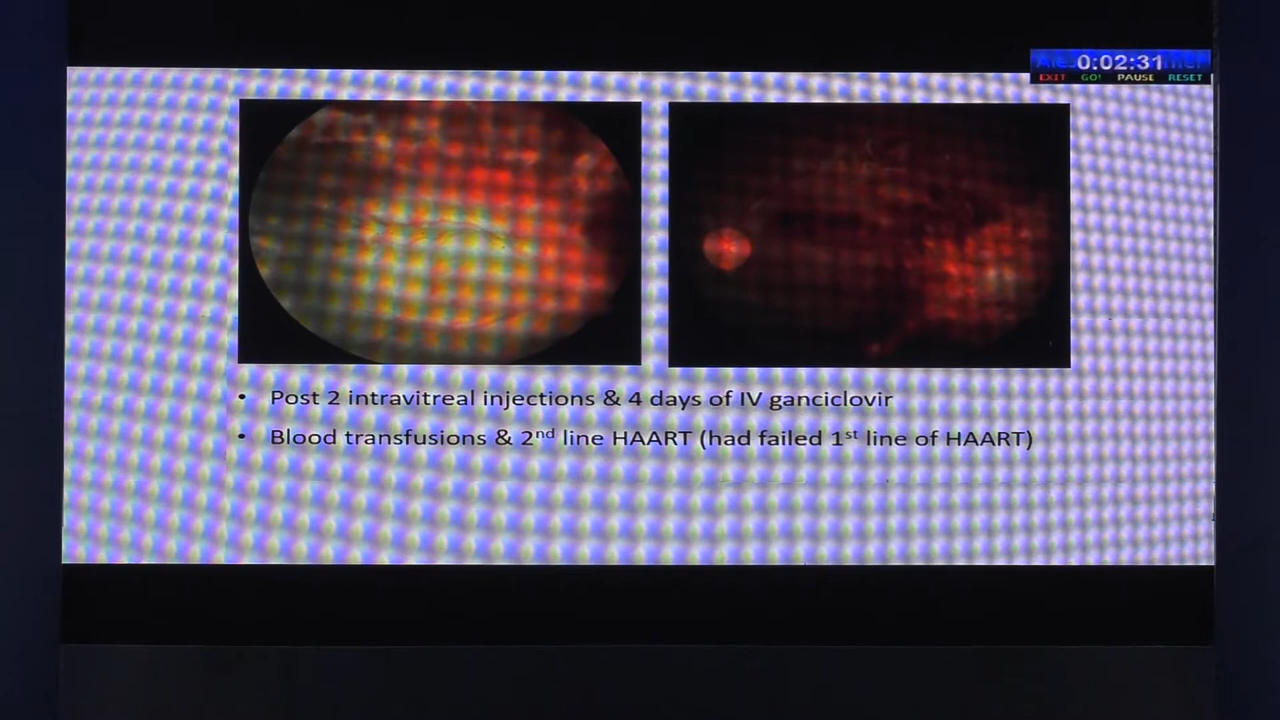 0:02:31
EXIT GO! PAUSE RESET
• Post 2 intravitreal injections & 4 days of IV ganciclovir
• Blood transfusions & 2nd line HAART (had failed 1st line of HAART)